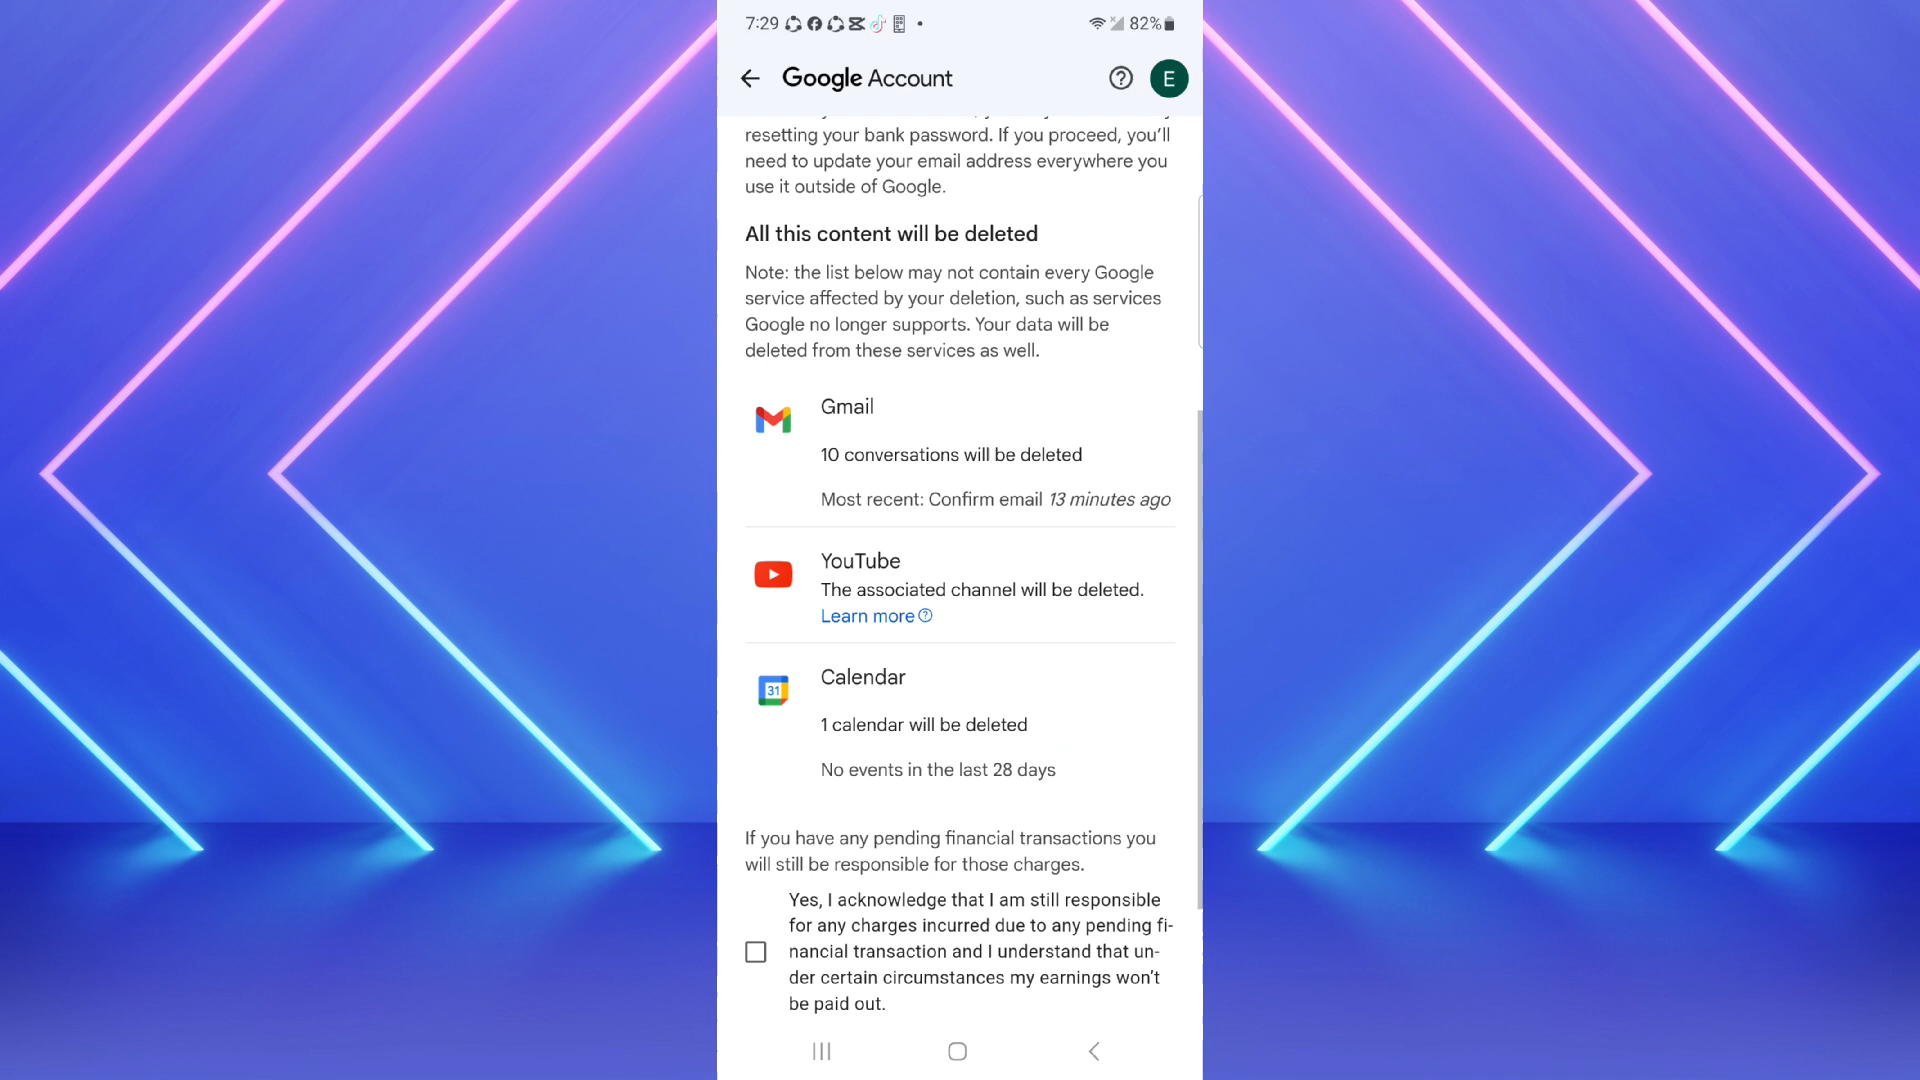 7:29 82%
Google Account E
resetting your bank password. If you proceed, you’ll
need to update your email address everywhere you
use it outside of Google.
All this content will be deleted
Note: the list below may not contain every Google
service affected by your deletion, such as services
Google no longer supports. Your data will be
deleted from these services as well.
Gmail
10 conversations will be deleted
Most recent: Confirm email 13 minutes ago
YouTube
The associated channel will be deleted.
Learn more
31 Calendar
1 calendar will be deleted
No events in the last 28 days
If you have any pending financial transactions you
will still be responsible for those charges.
Yes, I acknowledge that I am still responsible
for any charges incurred due to any pending fi-
nancial transaction and I understand that un-
der certain circumstances my earnings won’t
be paid out.